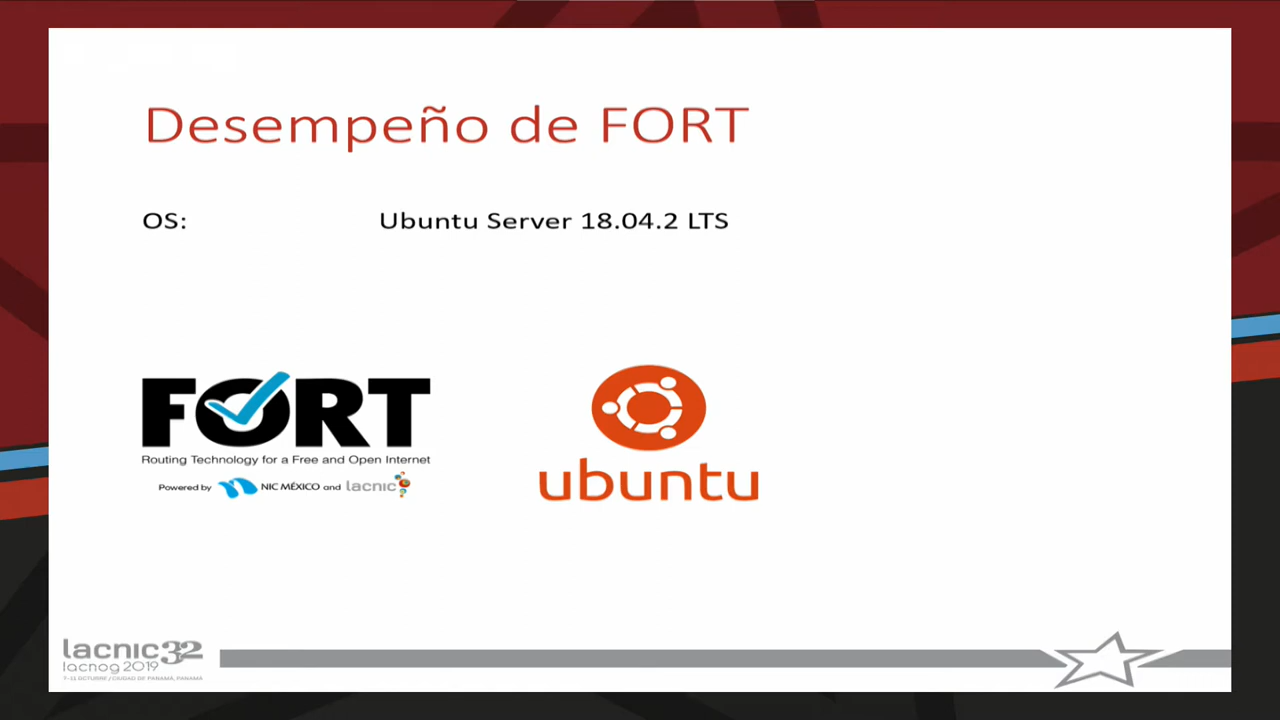 Desempeño de FORT
OS: Ubuntu Server 18.04.2 LTS
FORT
Routing Technology for a Free and Open Internet
Powered by NIC MÉXICO and lacnic
ubuntu
lacnic32
lacnog 2019
7-11 OCTUBRE / CIUDAD DE PANAMÁ, PANAMÁ